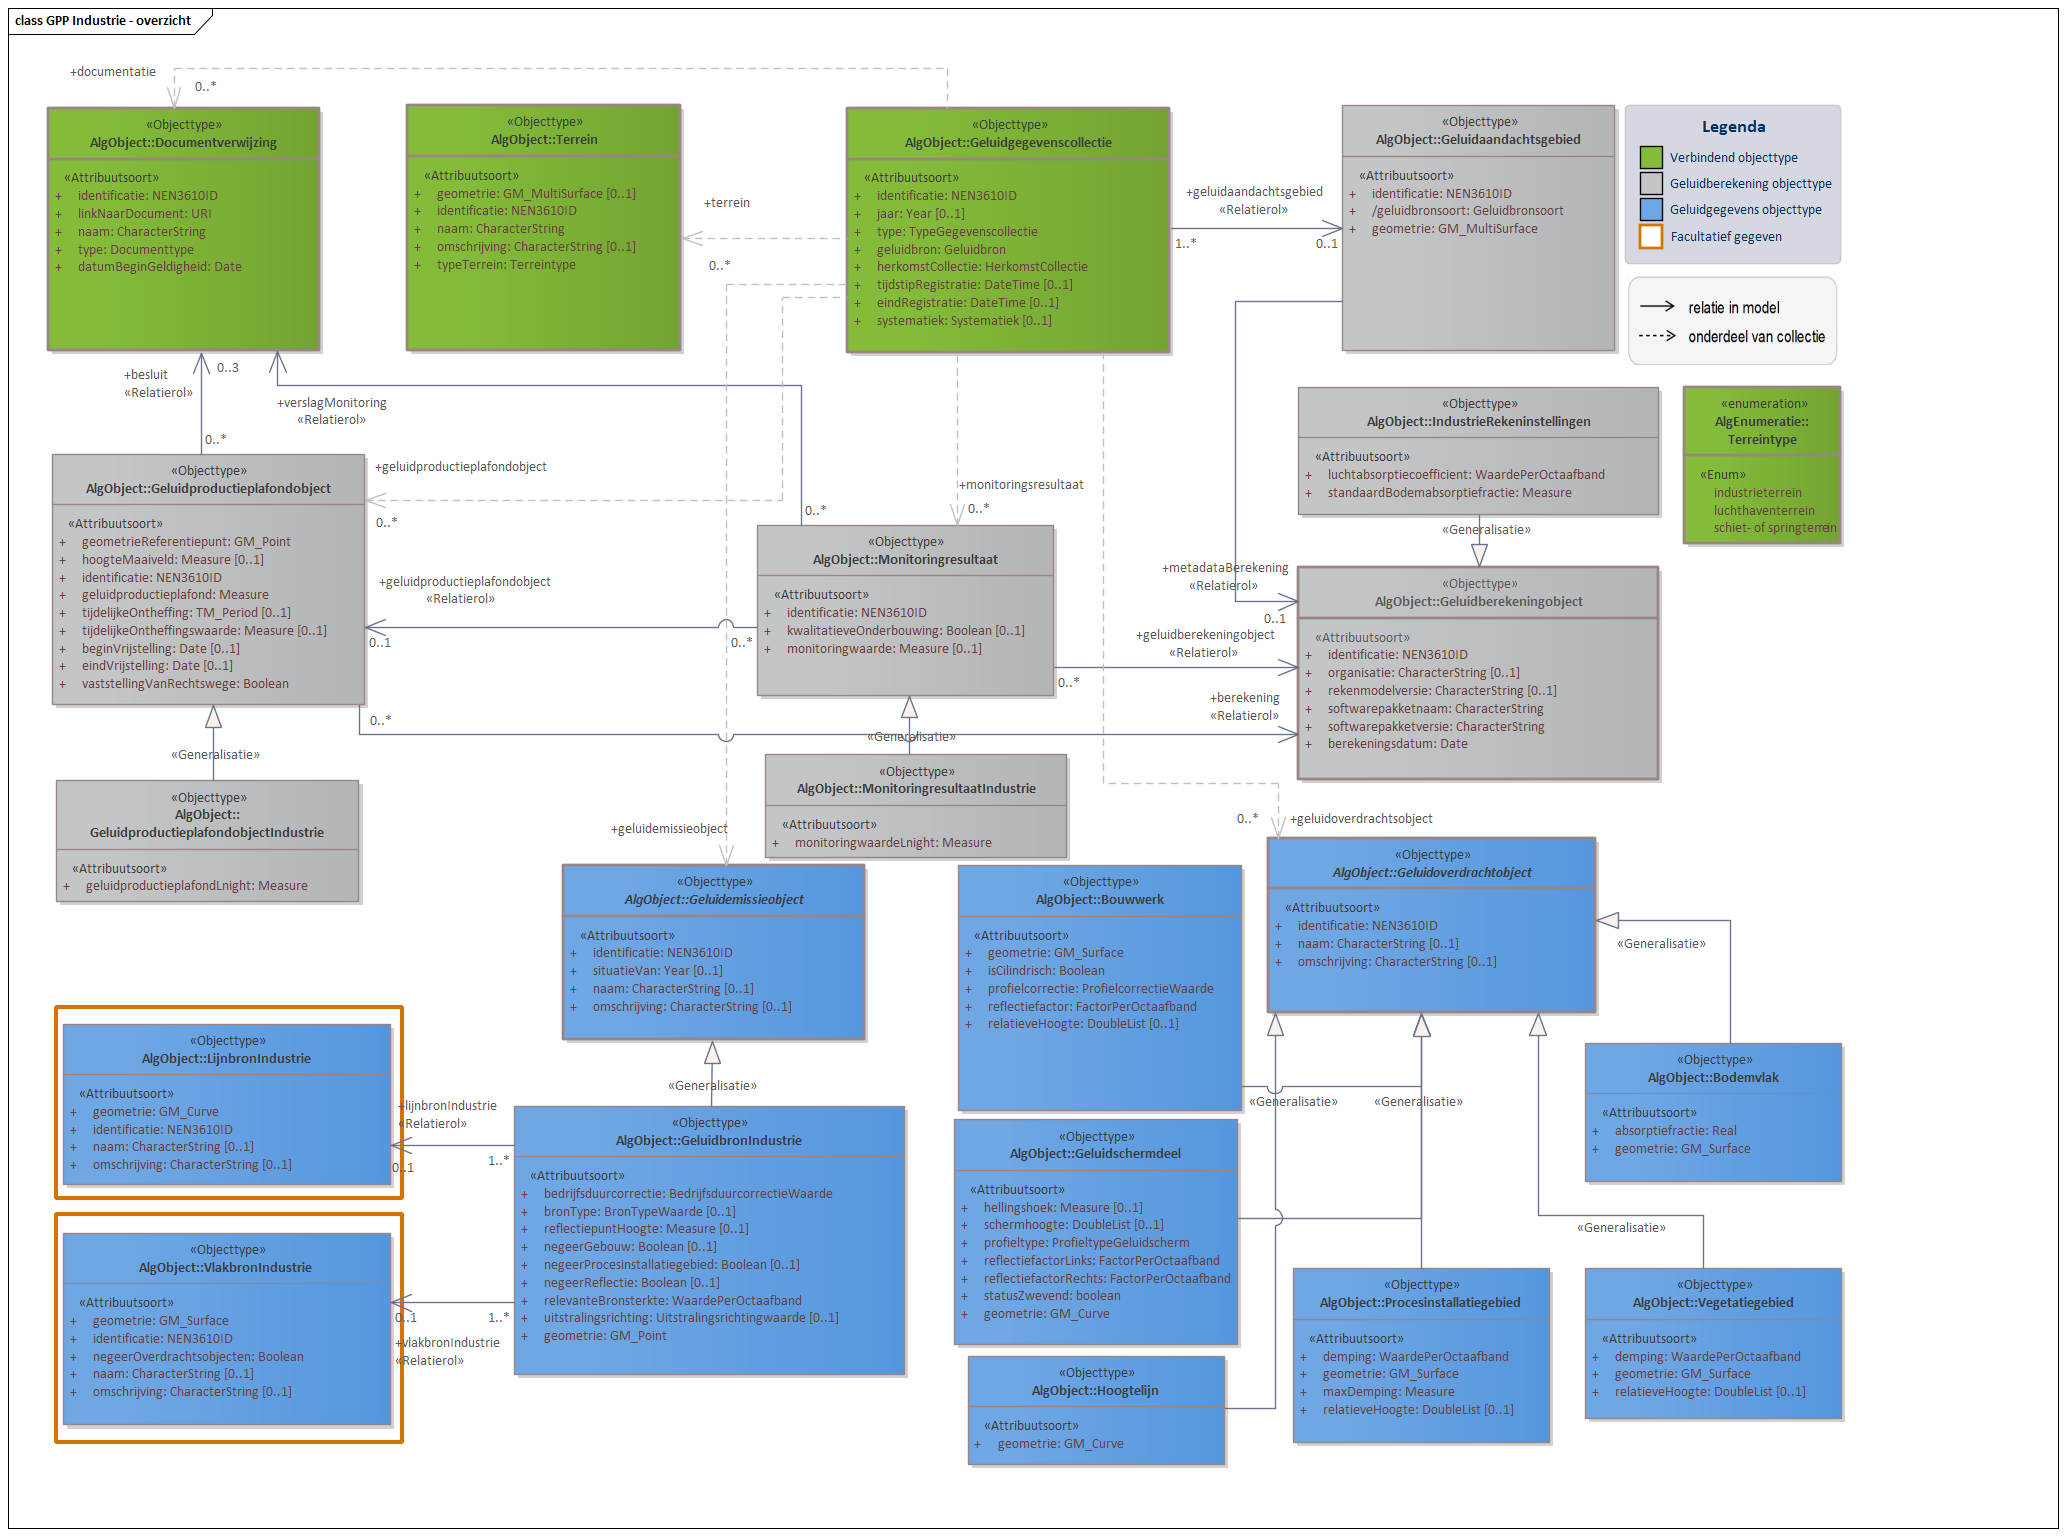 class GPP Industrie - overzicht
+documentatie
0..*
«Objecttype»
AlgObject::Documentverwijzing
«Attribuutsoort»
+ identificatie: NEN3610ID
+ linkNaarDocument: URI
+ naam: CharacterString
+ type: Documenttype
+ datumBeginGeldigheid: Date
«Objecttype»
AlgObject::Terrein
«Attribuutsoort»
+ geometrie: GM_MultiSurface [0..1]
+ identificatie: NEN3610ID
+ naam: CharacterString
+ omschrijving: CharacterString [0..1]
+ typeTerrein: Terreintype
+terrein
0..*
«Objecttype»
AlgObject::Geluidgegevenscollectie
«Attribuutsoort»
+ identificatie: NEN3610ID
+ jaar: Year [0..1]
+ type: TypeGegevenscollectie
+ geluidbron: Geluidbron
+ herkomstCollectie: HerkomstCollectie
+ tijdstipRegistratie: DateTime [0..1]
+ eindRegistratie: DateTime [0..1]
+ systematiek: Systematiek [0..1]
+geluidaandachtsgebied
«Relatierol»
1..*
0..1
«Objecttype»
AlgObject::Geluidaandachtsgebied
«Attribuutsoort»
+ identificatie: NEN3610ID
+ /geluidbronsoort: Geluidbronsoort
+ geometrie: GM_MultiSurface
Legenda
Verbindend objecttype
Geluidberekening objecttype
Geluidgegevens objecttype
Facultatief gegeven
relatie in model
onderdeel van collectie
+besluit
«Relatierol»
0..3
0..*
+verslagMonitoring
«Relatierol»
0..*
«Objecttype»
AlgObject::IndustrieRekeninstellingen
«Attribuutsoort»
+ luchtabsorptiecoefficient: WaardePerOctaafband
+ standaardBodemabsorptiefractie: Measure
«Generalisatie»
«enumeration»
AlgEnumeratie::
Terreintype
«Enum»
industrieterrein
luchthaventerrein
schiet- of springterrein
«Objecttype»
AlgObject::Geluidproductieplafondobject
«Attribuutsoort»
+ geometrieReferentiepunt: GM_Point
+ hoogteMaaiveld: Measure [0..1]
+ identificatie: NEN3610ID
+ geluidproductieplafond: Measure
+ tijdelijkeOntheffing: TM_Period [0..1]
+ tijdelijkeOntheffingswaarde: Measure [0..1]
+ beginVrijstelling: Date [0..1]
+ eindVrijstelling: Date [0..1]
+ vaststellingVanRechtswege: Boolean
+geluidproductieplafondobject
0..*
+monitoringsresultaat
0..*
+geluidproductieplafondobject
«Relatierol»
0..1
0..*
«Objecttype»
AlgObject::Monitoringresultaat
«Attribuutsoort»
+ identificatie: NEN3610ID
+ kwalitatieveOnderbouwing: Boolean [0..1]
+ monitoringwaarde: Measure [0..1]
+metadataBerekening
«Relatierol»
0..1
+geluidberekeningobject
«Relatierol»
0..*
+berekening
«Relatierol»
0..*
«Objecttype»
AlgObject::Geluidberekeningobject
«Attribuutsoort»
+ identificatie: NEN3610ID
+ organisatie: CharacterString [0..1]
+ rekenmodelversie: CharacterString [0..1]
+ softwarepakketnaam: CharacterString
+ softwarepakketversie: CharacterString
+ berekeningsdatum: Date
«Generalisatie»
«Generalisatie»
«Objecttype»
AlgObject::
GeluidproductieplafondobjectIndustrie
«Attribuutsoort»
+ geluidproductieplafondLnight: Measure
«Objecttype»
AlgObject::MonitoringresultaatIndustrie
«Attribuutsoort»
+ monitoringwaardeLnight: Measure
+geluidemissieobject
0..*
+geluidoverdrachtsobject
«Objecttype»
AlgObject::Geluidemissieobject
«Attribuutsoort»
+ identificatie: NEN3610ID
+ situatieVan: Year [0..1]
+ naam: CharacterString [0..1]
+ omschrijving: CharacterString [0..1]
«Generalisatie»
«Objecttype»
AlgObject::Bouwwerk
«Attribuutsoort»
+ geometrie: GM_Surface
+ isCilindrisch: Boolean
+ profielcorrectie: ProfielcorrectieWaarde
+ reflectiefactor: FactorPerOctaafband
+ relatieveHoogte: DoubleList [0..1]
«Objecttype»
AlgObject::Geluidoverdrachtobject
«Attribuutsoort»
+ identificatie: NEN3610ID
+ naam: CharacterString [0..1]
+ omschrijving: CharacterString [0..1]
«Generalisatie»
«Generalisatie»
«Generalisatie»
«Generalisatie»
«Objecttype»
AlgObject::Bodemvlak
«Attribuutsoort»
+ absorptiefractie: Real
+ geometrie: GM_Surface
«Objecttype»
AlgObject::LijnbronIndustrie
«Attribuutsoort»
+ geometrie: GM_Curve
+ identificatie: NEN3610ID
+ naam: CharacterString [0..1]
+ omschrijving: CharacterString [0..1]
+lijnbronIndustrie
«Relatierol»
0..1
1..*
«Objecttype»
AlgObject::GeluidbronIndustrie
«Attribuutsoort»
+ bedrijfsduurcorrectie: BedrijfsduurcorrectieWaarde
+ bronType: BronTypeWaarde [0..1]
+ reflectiepuntHoogte: Measure [0..1]
+ negeerGebouw: Boolean [0..1]
+ negeerProcesinstallatiegebied: Boolean [0..1]
+ negeerReflectie: Boolean [0..1]
+ relevanteBronsterkte: WaardePerOctaafband
+ uitstralingsrichting: Uitstralingsrichtingwaarde [0..1]
+ geometrie: GM_Point
«Objecttype»
AlgObject::VlakbronIndustrie
«Attribuutsoort»
+ geometrie: GM_Surface
+ identificatie: NEN3610ID
+ negeerOverdrachtsobjecten: Boolean
+ naam: CharacterString [0..1]
+ omschrijving: CharacterString [0..1]
0..1
1..*
+vlakbronIndustrie
«Relatierol»
«Objecttype»
AlgObject::Geluidschermdeel
«Attribuutsoort»
+ hellingshoek: Measure [0..1]
+ schermhoogte: DoubleList [0..1]
+ profieltype: ProfieltypeGeluidscherm
+ reflectiefactorLinks: FactorPerOctaafband
+ reflectiefactorRechts: FactorPerOctaafband
+ statusZwevend: boolean
+ geometrie: GM_Curve
«Objecttype»
AlgObject::Hoogtelijn
«Attribuutsoort»
+ geometrie: GM_Curve
«Objecttype»
AlgObject::Procesinstallatiegebied
«Attribuutsoort»
+ demping: WaardePerOctaafband
+ geometrie: GM_Surface
+ maxDemping: Measure
+ relatieveHoogte: DoubleList [0..1]
«Objecttype»
AlgObject::Vegetatiegebied
«Attribuutsoort»
+ demping: WaardePerOctaafband
+ geometrie: GM_Surface
+ relatieveHoogte: DoubleList [0..1]